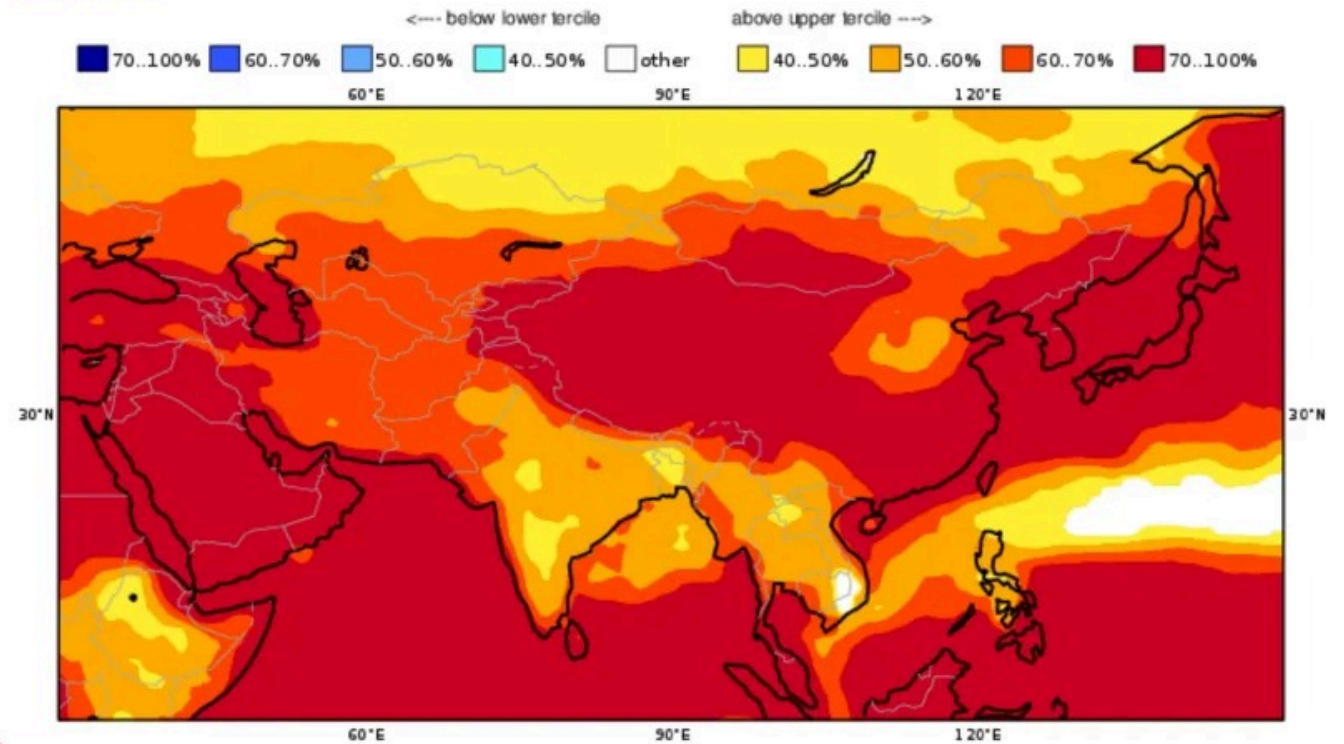 <---- below lower tercile above upper tercile ---->
70..100% 60..70% 50..60% 40..50% other 40..50% 50..60% 60..70% 70..100%
60°E 90°E 120°E
30°N 30°N
60°E 90°E 120°E